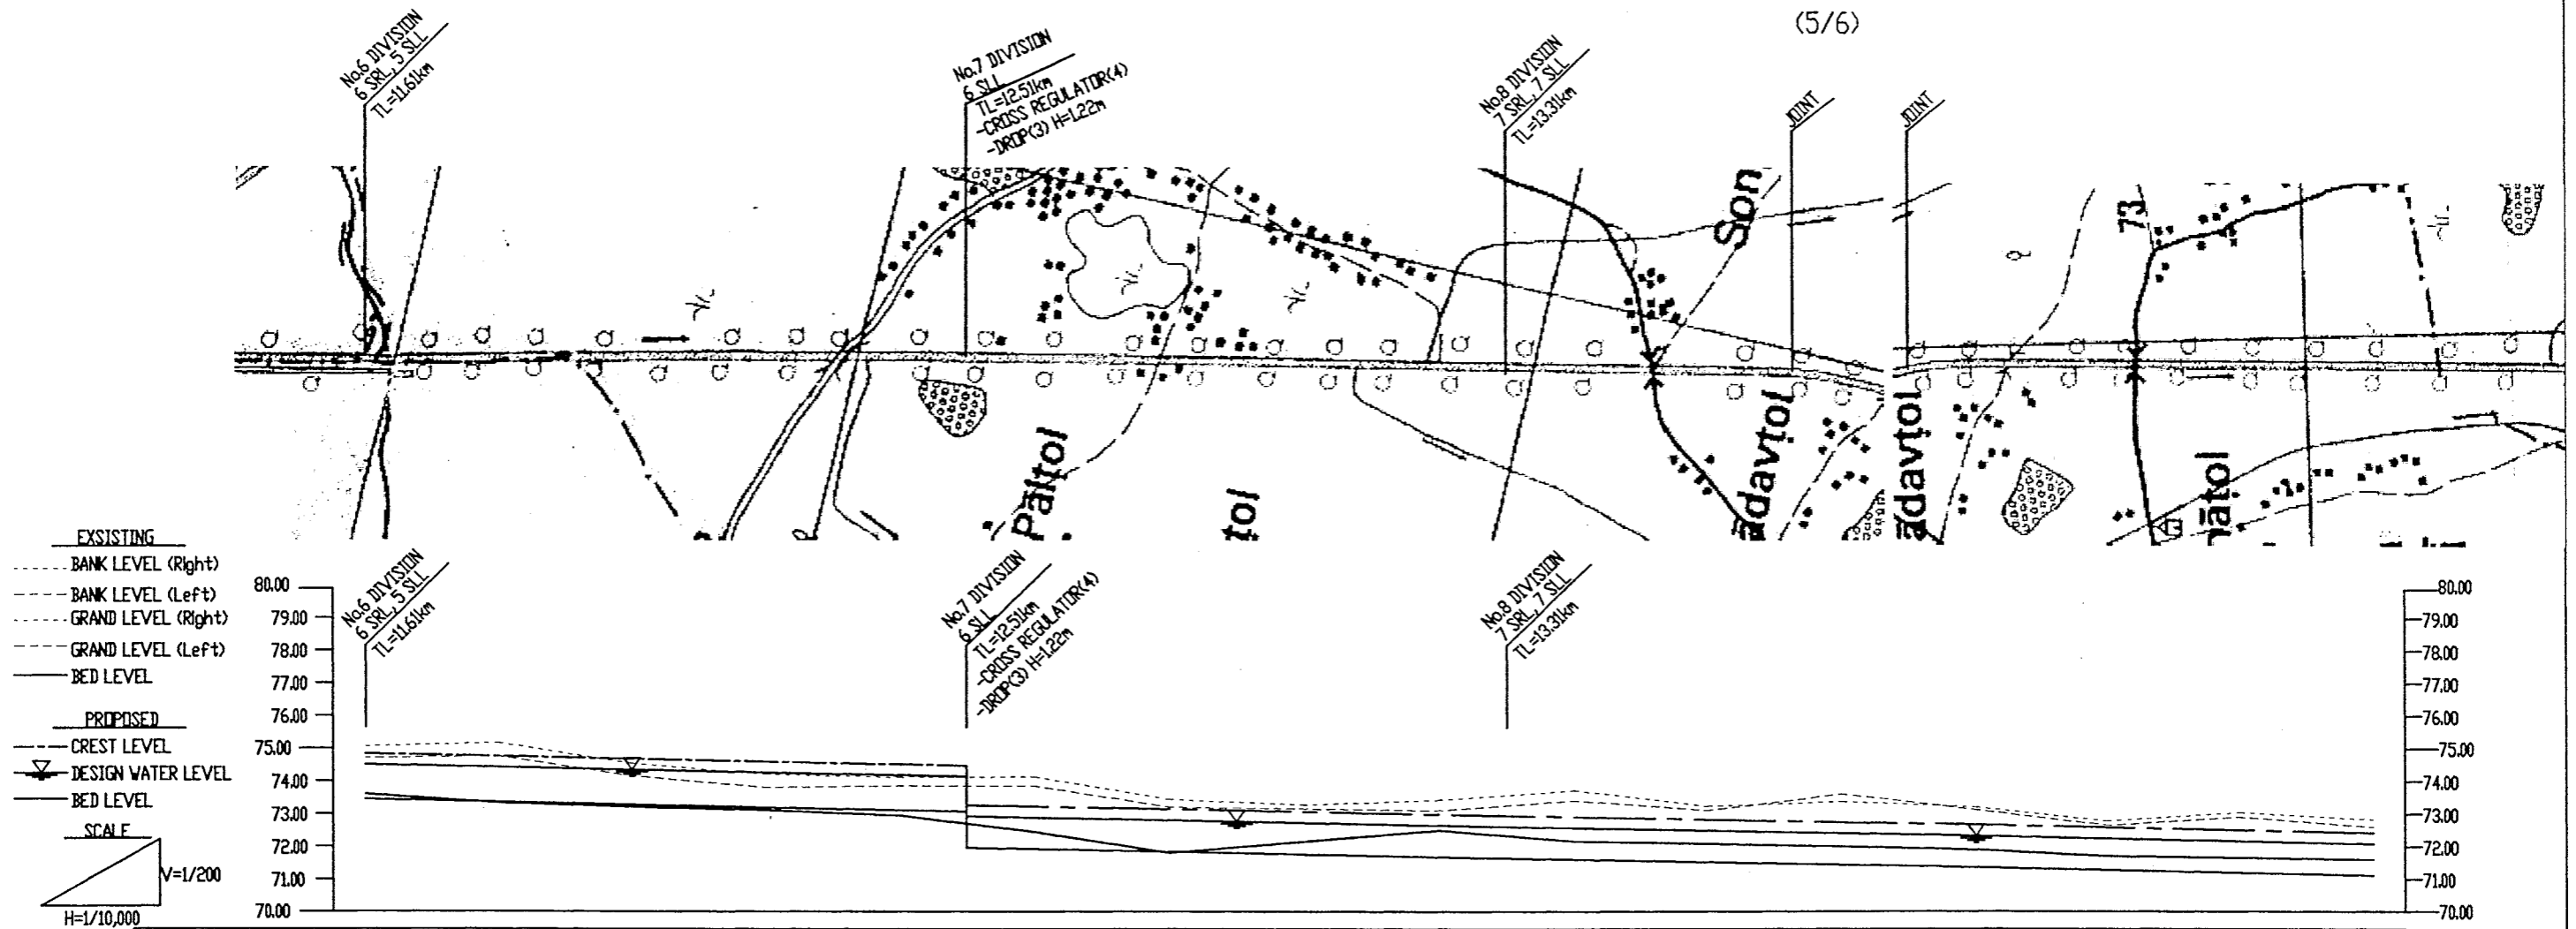 (5/6)
No.6 DIVISION
6 SRL, 5 SLL
TL=11.61km
No.7 DIVISION
6 SLL
TL=12.51km
-CROSS REGULATOR(4)
-DROP(3) H=1.22m
No.8 DIVISION
7 SRL, 7 SLL
TL=13.31km
JOINT
JOINT
Son
73
Pāltol
tol
ādavtol
ādavtol
nātol
EXSISTING
BANK LEVEL (Right)
BANK LEVEL (Left)
GRAND LEVEL (Right)
GRAND LEVEL (Left)
BED LEVEL
PROPOSED
CREST LEVEL
DESIGN WATER LEVEL
BED LEVEL
SCALE
V=1/200
H=1/10,000
80.00
79.00
78.00
77.00
76.00
75.00
74.00
73.00
72.00
71.00
70.00
No.6 DIVISION
6 SRL, 5 SLL
TL=11.61km
No.7 DIVISION
6 SLL
TL=12.51km
-CROSS REGULATOR(4)
-DROP(3) H=1.22m
No.8 DIVISION
7 SRL, 7 SLL
TL=13.31km
80.00
79.00
78.00
77.00
76.00
75.00
74.00
73.00
72.00
71.00
70.00